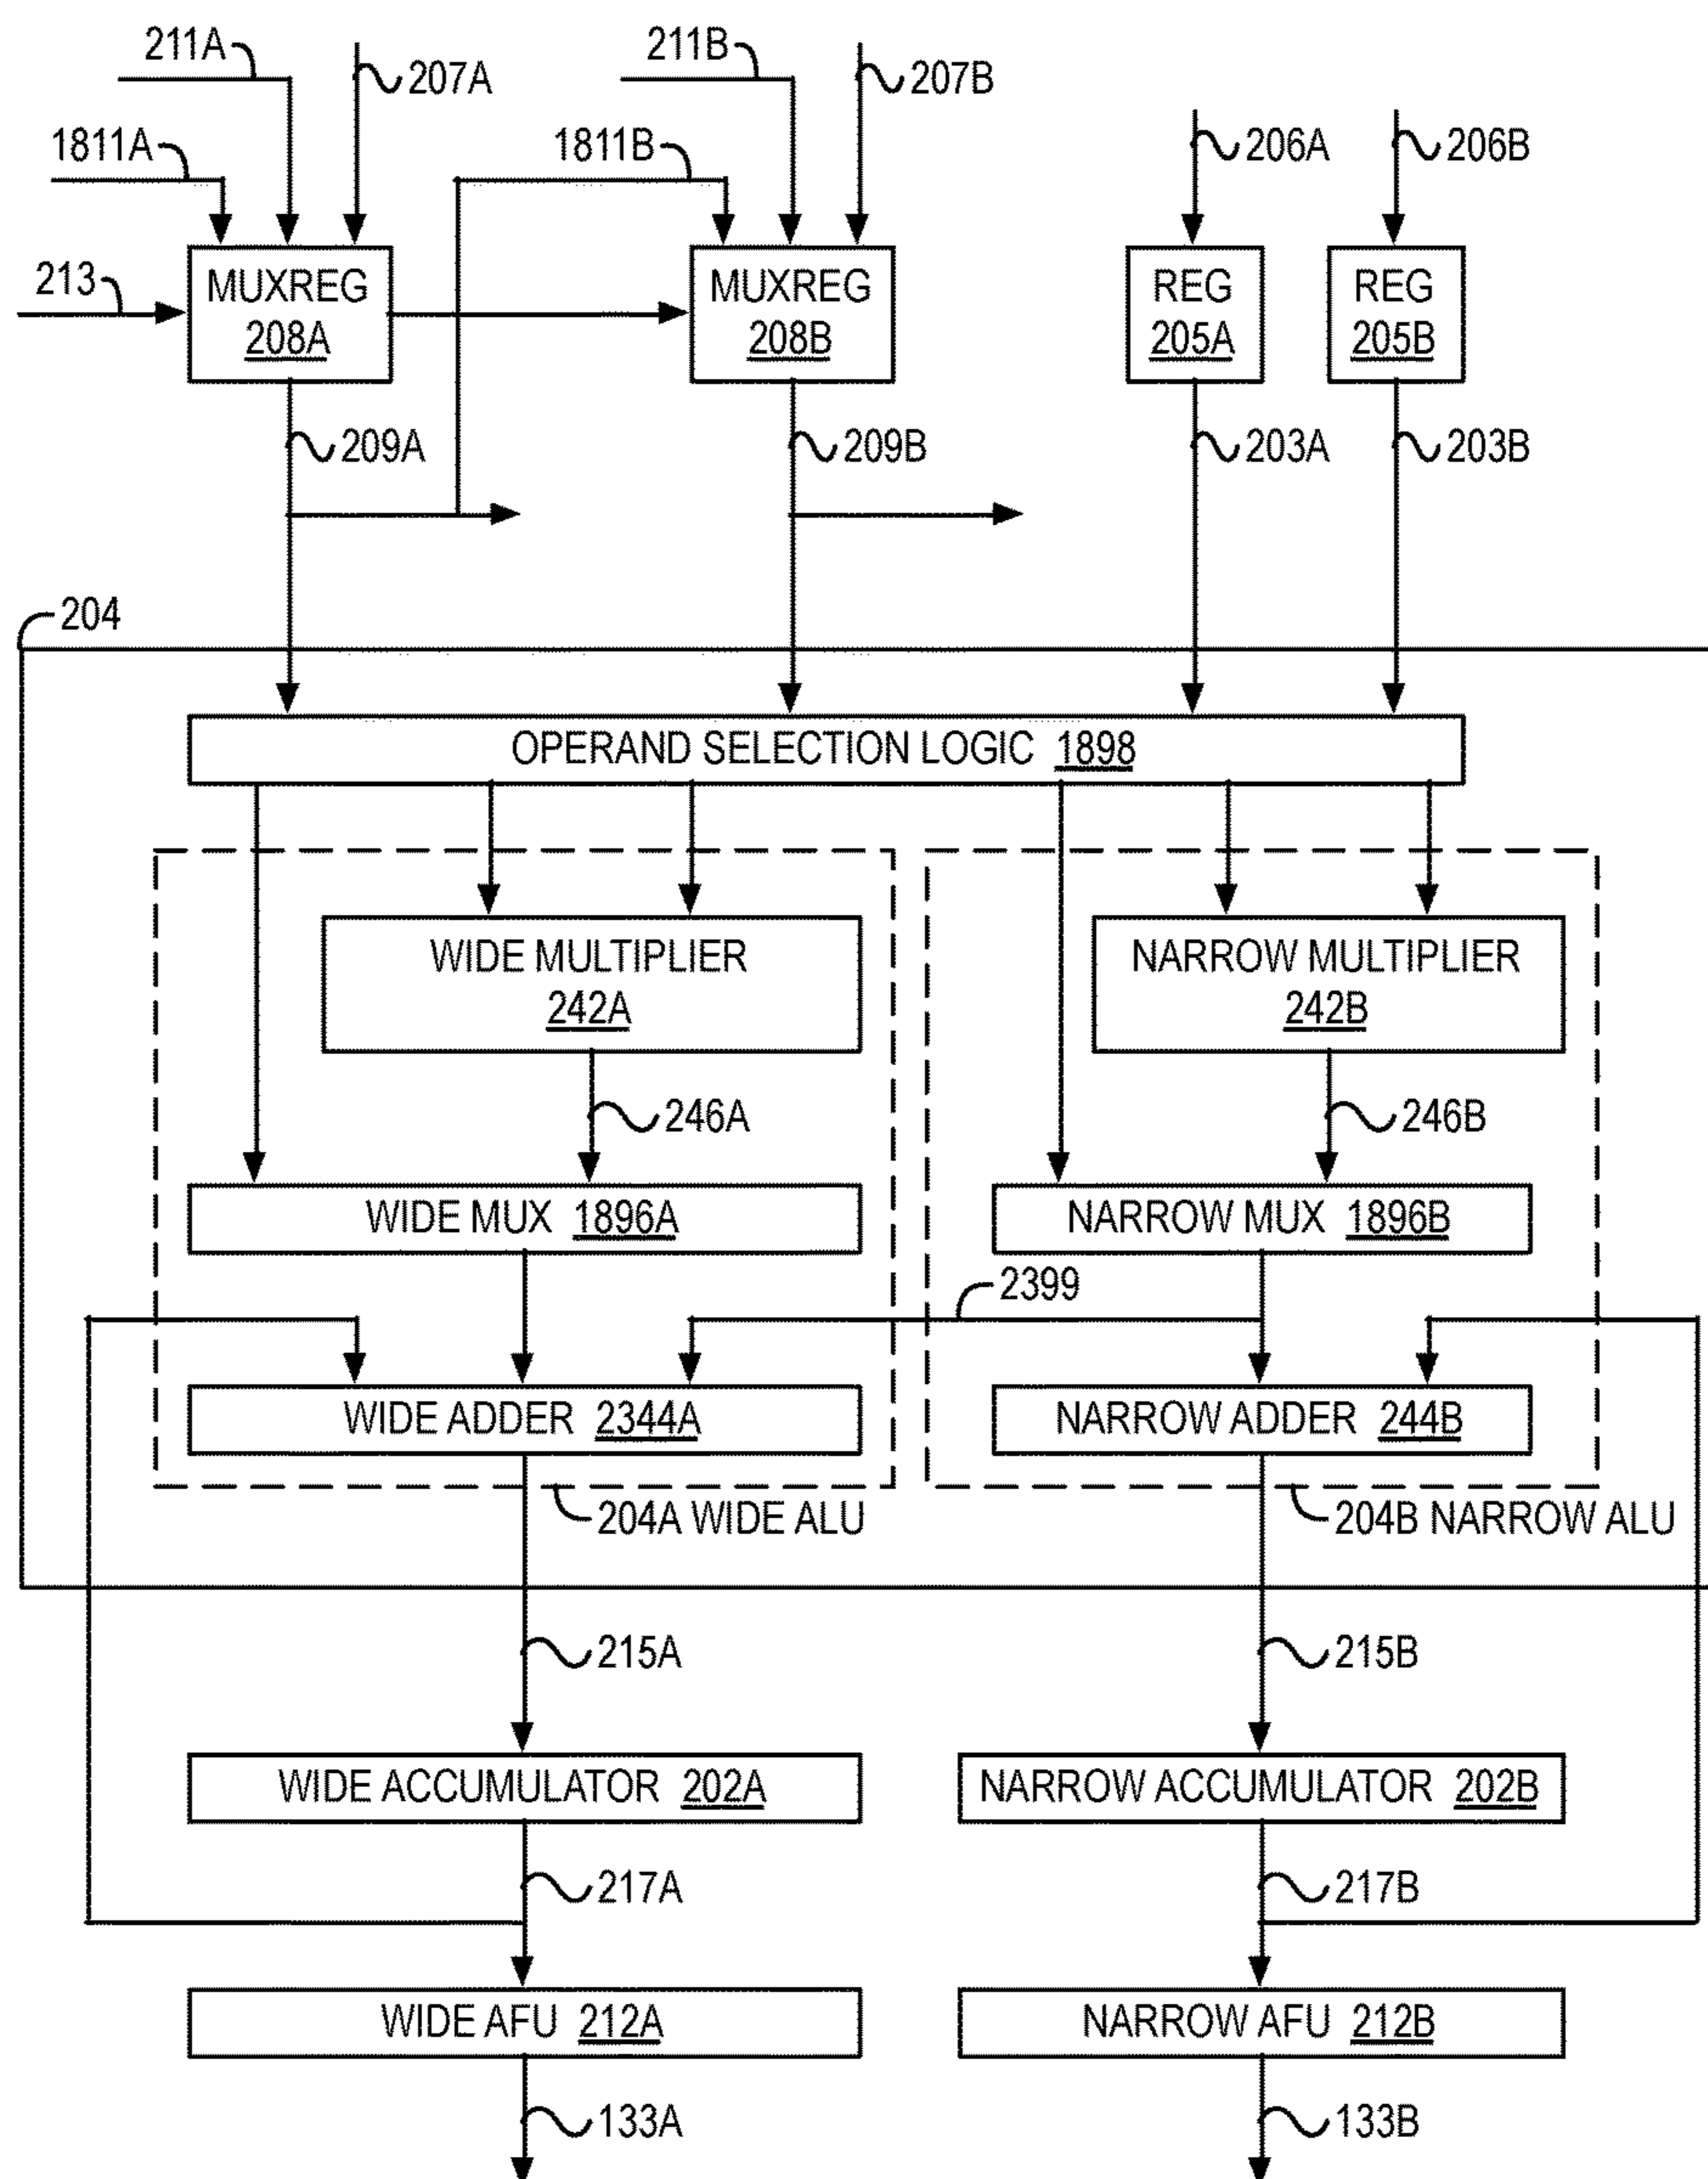 211A
207A
211B
207B
1811A
1811B
206A
206B
213
MUXREG
208A
MUXREG
208B
REG
205A
REG
205B
209A
209B
203A
203B
204
OPERAND SELECTION LOGIC 1898
WIDE MULTIPLIER
242A
NARROW MULTIPLIER
242B
246A
246B
WIDE MUX 1896A
NARROW MUX 1896B
2399
WIDE ADDER 2344A
NARROW ADDER 244B
204A WIDE ALU
204B NARROW ALU
215A
215B
WIDE ACCUMULATOR 202A
NARROW ACCUMULATOR 202B
217A
217B
WIDE AFU 212A
NARROW AFU 212B
133A
133B